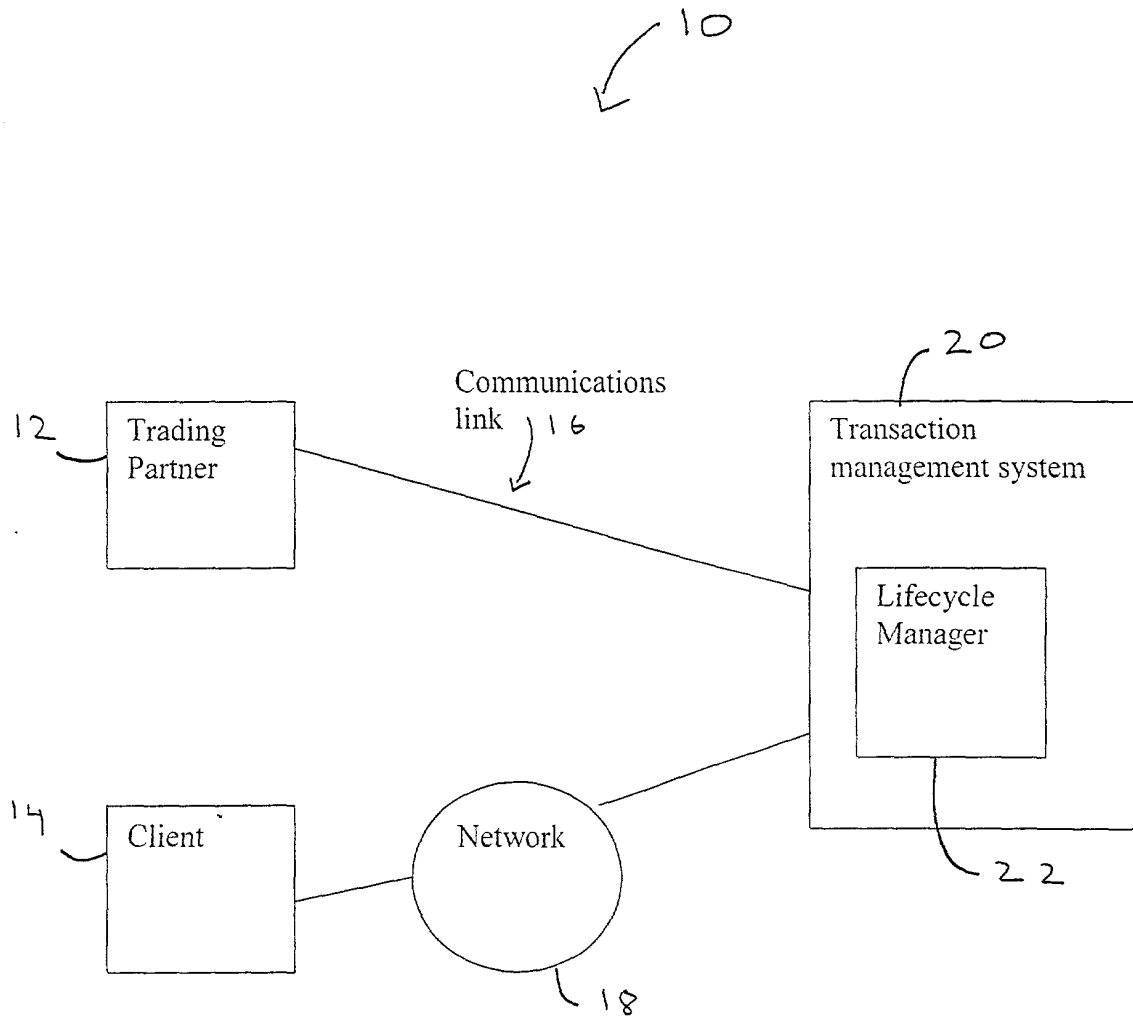 10
20
Communications
link 16
12
Trading
Partner
Transaction
management system
Lifecycle
Manager
14
Client
Network
22
18